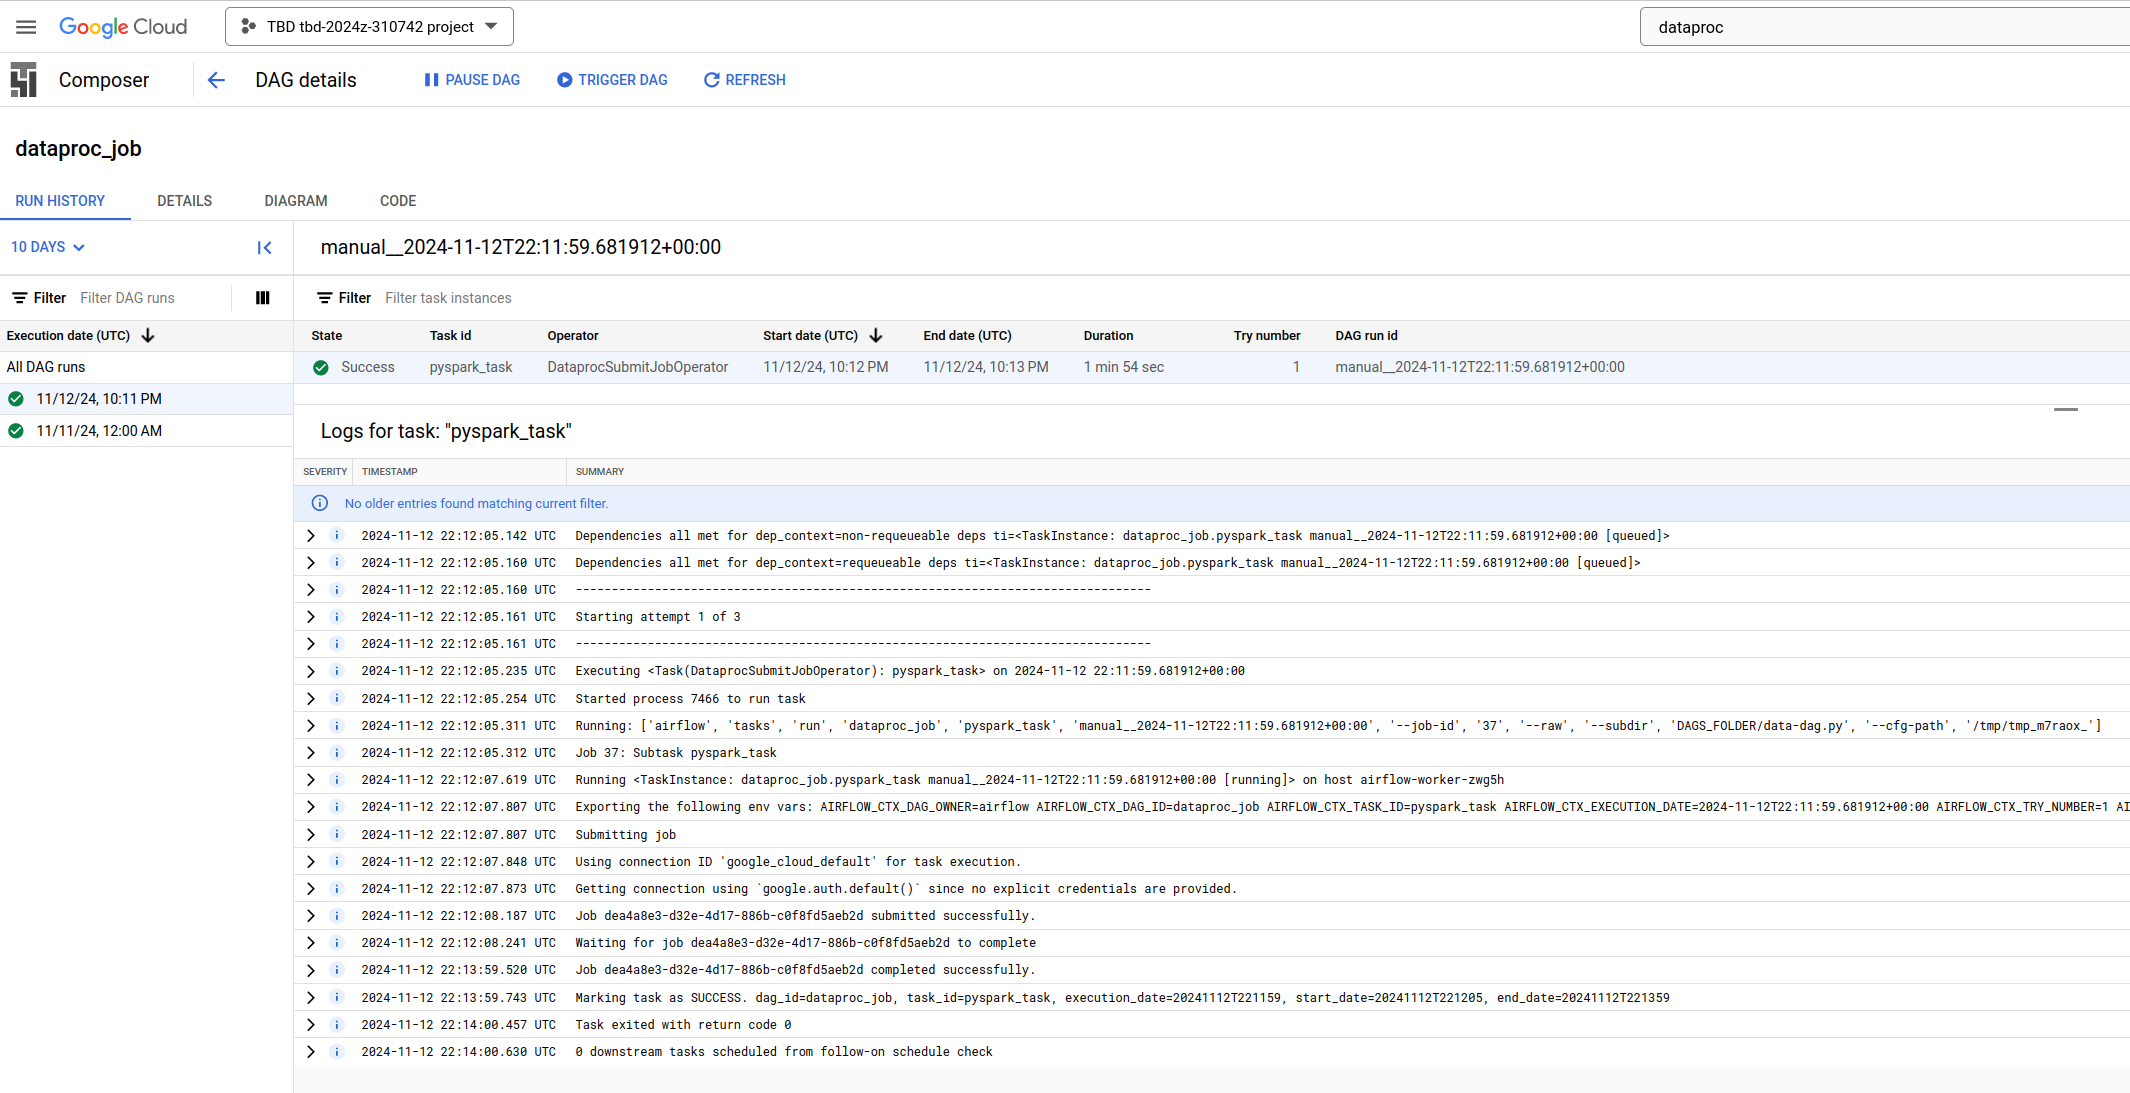 Google Cloud TBD tbd-2024z-310742 project dataproc
Composer DAG details PAUSE DAG TRIGGER DAG REFRESH
dataproc_job
RUN HISTORY DETAILS DIAGRAM CODE
10 DAYS
manual__2024-11-12T22:11:59.681912+00:00
Filter Filter DAG runs
Filter Filter task instances
Execution date (UTC)
All DAG runs
11/12/24, 10:11 PM
11/11/24, 12:00 AM
State Task id Operator Start date (UTC) End date (UTC) Duration Try number DAG run id
Success pyspark_task DataprocSubmitJobOperator 11/12/24, 10:12 PM 11/12/24, 10:13 PM 1 min 54 sec 1 manual__2024-11-12T22:11:59.681912+00:00
Logs for task: "pyspark_task"
SEVERITY TIMESTAMP SUMMARY
No older entries found matching current filter.
2024-11-12 22:12:05.142 UTC Dependencies all met for dep_context=non-requeueable deps ti=<TaskInstance: dataproc_job.pyspark_task manual__2024-11-12T22:11:59.681912+00:00 [queued]>
2024-11-12 22:12:05.160 UTC Dependencies all met for dep_context=requeueable deps ti=<TaskInstance: dataproc_job.pyspark_task manual__2024-11-12T22:11:59.681912+00:00 [queued]>
2024-11-12 22:12:05.160 UTC --------------------------------------------------------------------------------
2024-11-12 22:12:05.161 UTC Starting attempt 1 of 3
2024-11-12 22:12:05.161 UTC --------------------------------------------------------------------------------
2024-11-12 22:12:05.235 UTC Executing <Task(DataprocSubmitJobOperator): pyspark_task> on 2024-11-12 22:11:59.681912+00:00
2024-11-12 22:12:05.254 UTC Started process 7466 to run task
2024-11-12 22:12:05.311 UTC Running: ['airflow', 'tasks', 'run', 'dataproc_job', 'pyspark_task', 'manual__2024-11-12T22:11:59.681912+00:00', '--job-id', '37', '--raw', '--subdir', 'DAGS_FOLDER/data-dag.py', '--cfg-path', '/tmp/tmp_m7raox_']
2024-11-12 22:12:05.312 UTC Job 37: Subtask pyspark_task
2024-11-12 22:12:07.619 UTC Running <TaskInstance: dataproc_job.pyspark_task manual__2024-11-12T22:11:59.681912+00:00 [running]> on host airflow-worker-zwg5h
2024-11-12 22:12:07.807 UTC Exporting the following env vars: AIRFLOW_CTX_DAG_OWNER=airflow AIRFLOW_CTX_DAG_ID=dataproc_job AIRFLOW_CTX_TASK_ID=pyspark_task AIRFLOW_CTX_EXECUTION_DATE=2024-11-12T22:11:59.681912+00:00 AIRFLOW_CTX_TRY_NUMBER=1 AI
2024-11-12 22:12:07.807 UTC Submitting job
2024-11-12 22:12:07.848 UTC Using connection ID 'google_cloud_default' for task execution.
2024-11-12 22:12:07.873 UTC Getting connection using `google.auth.default()` since no explicit credentials are provided.
2024-11-12 22:12:08.187 UTC Job dea4a8e3-d32e-4d17-886b-c0f8fd5aeb2d submitted successfully.
2024-11-12 22:12:08.241 UTC Waiting for job dea4a8e3-d32e-4d17-886b-c0f8fd5aeb2d to complete
2024-11-12 22:13:59.520 UTC Job dea4a8e3-d32e-4d17-886b-c0f8fd5aeb2d completed successfully.
2024-11-12 22:13:59.743 UTC Marking task as SUCCESS. dag_id=dataproc_job, task_id=pyspark_task, execution_date=20241112T221159, start_date=20241112T221205, end_date=20241112T221359
2024-11-12 22:14:00.457 UTC Task exited with return code 0
2024-11-12 22:14:00.630 UTC 0 downstream tasks scheduled from follow-on schedule check